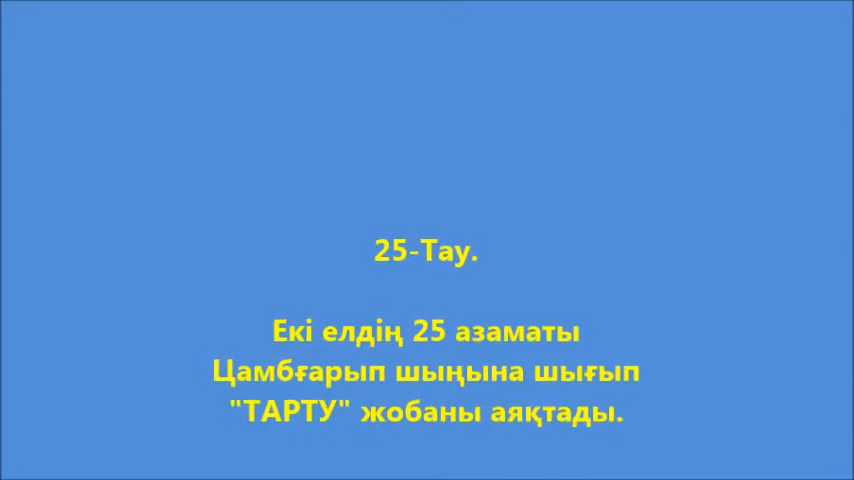 25-Тау.
Екі елдің 25 азаматы
Цамбғарып шыңына шығып
"ТАРТУ" жобаны аяқтады.